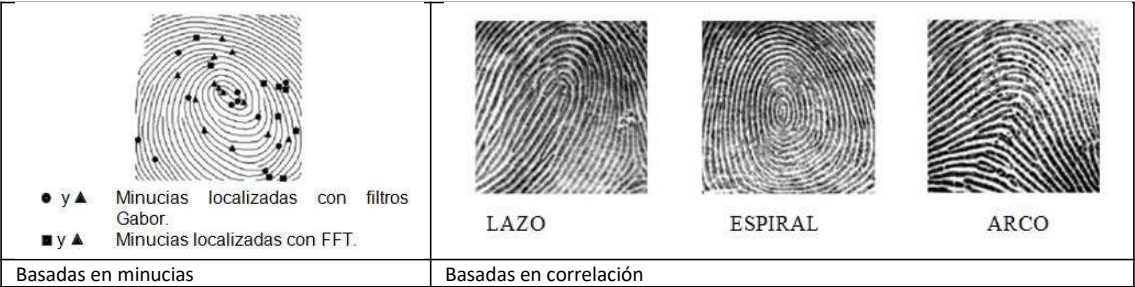 ● y ▲ Minucias localizadas con filtros
Gabor.
■ y ▲ Minucias localizadas con FFT.
LAZO
ESPIRAL
ARCO
Basadas en minucias
Basadas en correlación